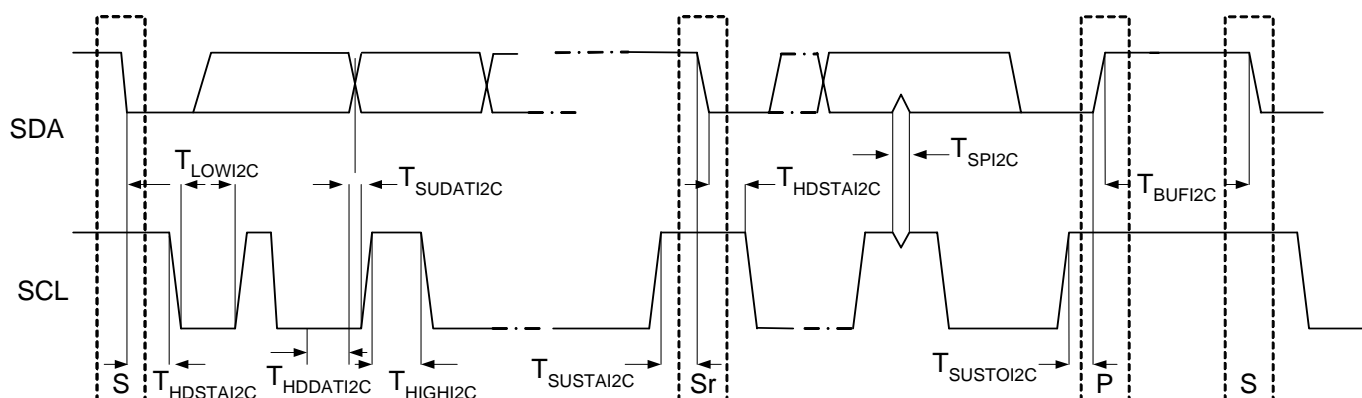 SDA
T_LOWI2C
T_SUDATI2C
T_SPI2C
T_HDSTAI2C
T_BUFI2C
SCL
S
T_HDSTAI2C
T_HDDATI2C
T_HIGHI2C
T_SUSTAI2C
Sr
T_SUSTOI2C
P
S